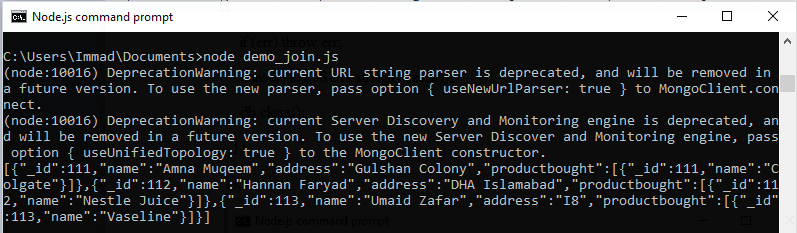 Node.js command prompt
C:\Users\Immad\Documents>node demo_join.js
(node:10016) DeprecationWarning: current URL string parser is deprecated, and will be removed in
a future version. To use the new parser, pass option { useNewUrlParser: true } to MongoClient.con
nect.
(node:10016) DeprecationWarning: current Server Discovery and Monitoring engine is deprecated, an
d will be removed in a future version. To use the new Server Discover and Monitoring engine, pass
option { useUnifiedTopology: true } to the MongoClient constructor.
[{"_id":111,"name":"Amna Muqeem","address":"Gulshan Colony","productbought":[{"_id":111,"name":"C
olgate"}]},{"_id":112,"name":"Hannan Faryad","address":"DHA Islamabad","productbought":[{"_id":11
2,"name":"Nestle Juice"}]},{"_id":113,"name":"Umaid Zafar","address":"I8","productbought":[{"_id"
:113,"name":"Vaseline"}]}]
Node.js command prompt